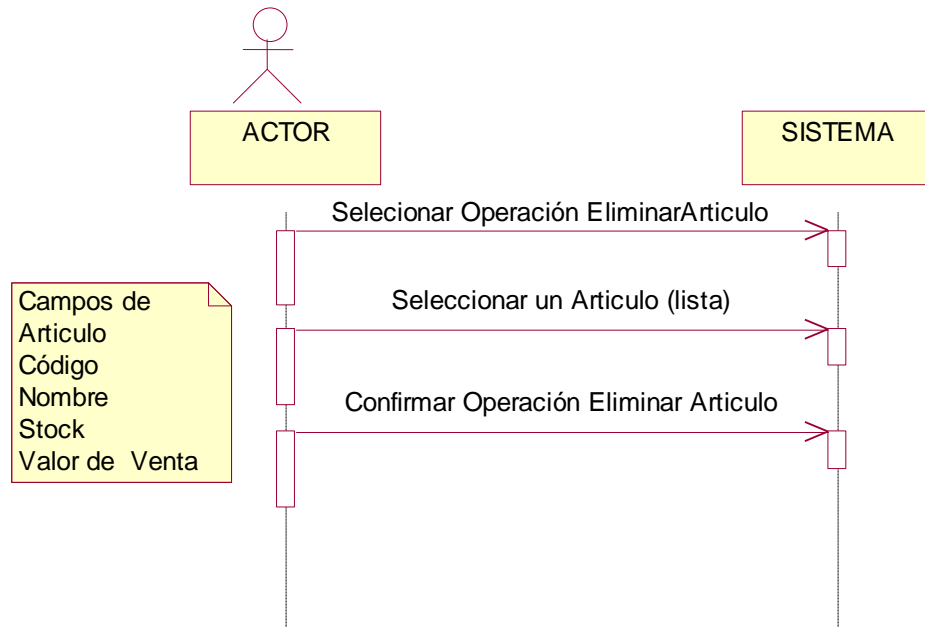 ACTOR
SISTEMA
Selecionar Operación EliminarArticulo
Campos de
Articulo
Código
Nombre
Stock
Valor de Venta
Seleccionar un Articulo (lista)
Confirmar Operación Eliminar Articulo